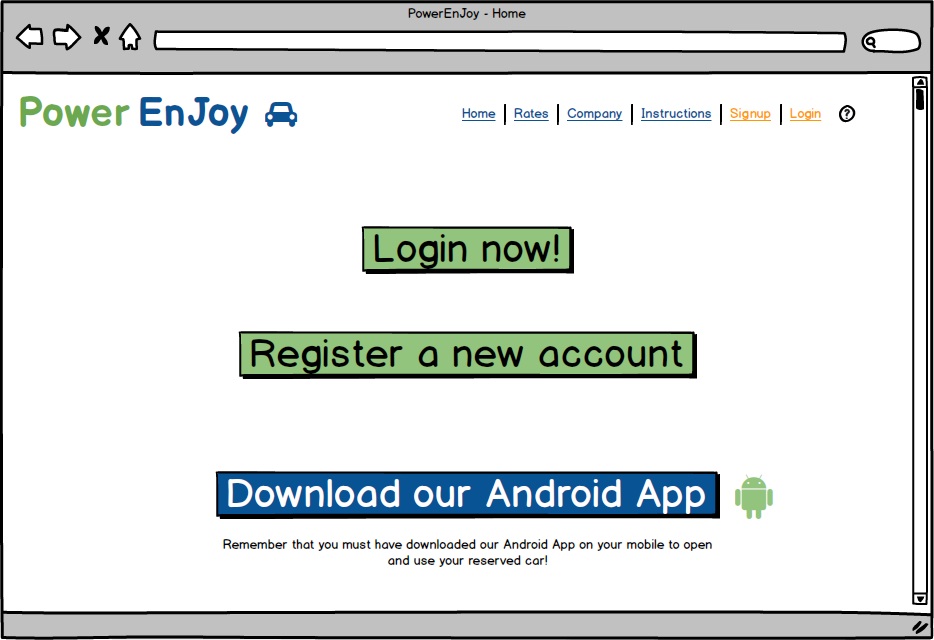 PowerEnJoy - Home
Power EnJoy
Home Rates Company Instructions Signup Login ?
Login now!
Register a new account
Download our Android App
Remember that you must have downloaded our Android App on your mobile to open
and use your reserved car!